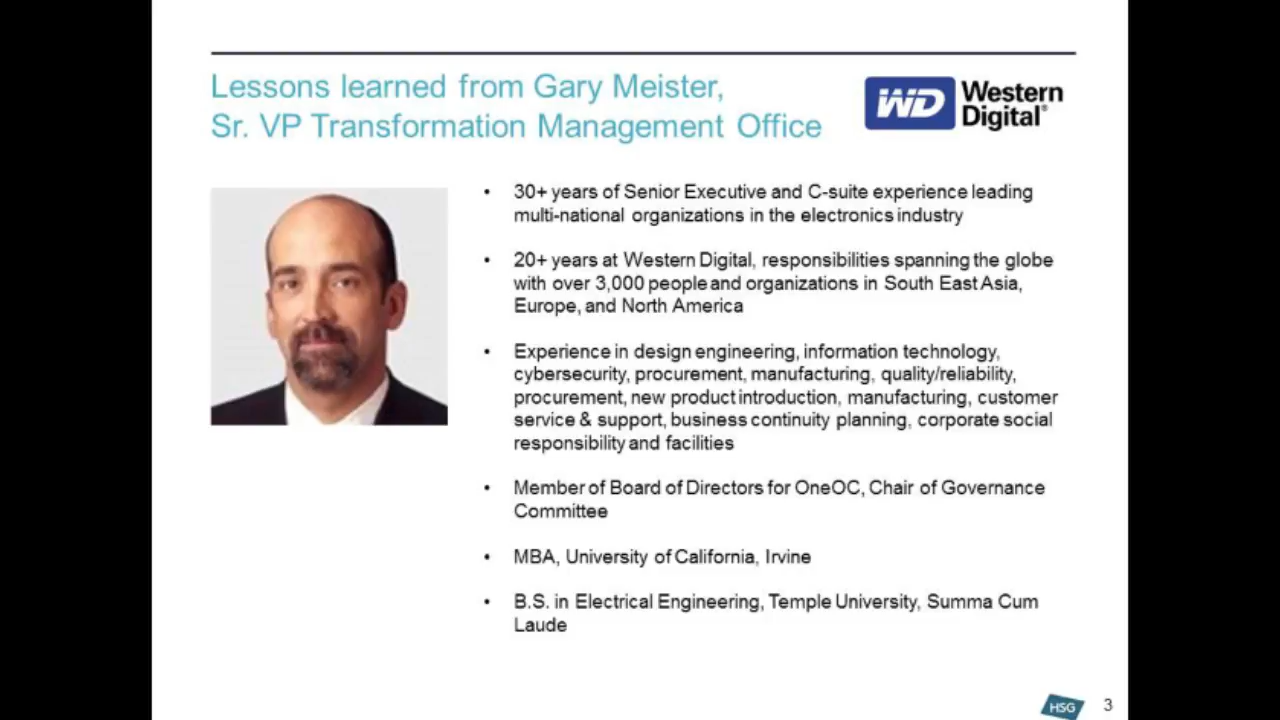 Lessons learned from Gary Meister,
Sr. VP Transformation Management Office
WD Western
Digital®
• 30+ years of Senior Executive and C-suite experience leading
multi-national organizations in the electronics industry
• 20+ years at Western Digital, responsibilities spanning the globe
with over 3,000 people and organizations in South East Asia,
Europe, and North America
• Experience in design engineering, information technology,
cybersecurity, procurement, manufacturing, quality/reliability,
procurement, new product introduction, manufacturing, customer
service & support, business continuity planning, corporate social
responsibility and facilities
• Member of Board of Directors for OneOC, Chair of Governance
Committee
• MBA, University of California, Irvine
• B.S. in Electrical Engineering, Temple University, Summa Cum
Laude
HSG 3